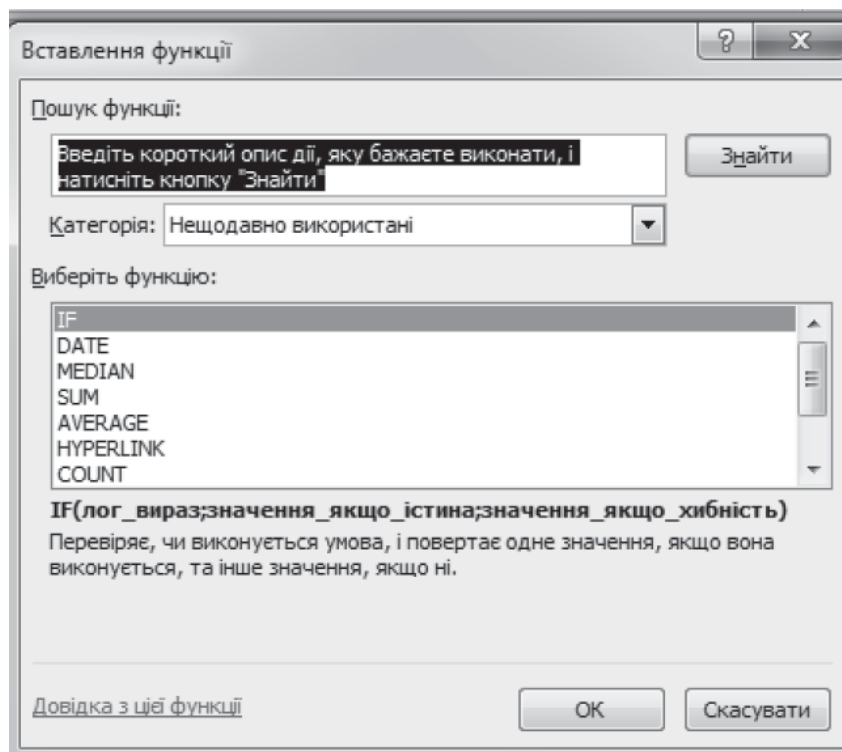 Вставлення функції
Пошук функції:
Введіть короткий опис дії, яку бажаєте виконати, і
натисніть кнопку "Знайти"
Знайти
Категорія: Нещодавно використані
Виберіть функцію:
IF
DATE
MEDIAN
SUM
AVERAGE
HYPERLINK
COUNT
IF(лог_вираз;значення_якщо_істина;значення_якщо_хибність)
Перевіряє, чи виконується умова, і повертає одне значення, якщо вона
виконується, та інше значення, якщо ні.
Довідка з цієї функції
ОК
Скасувати